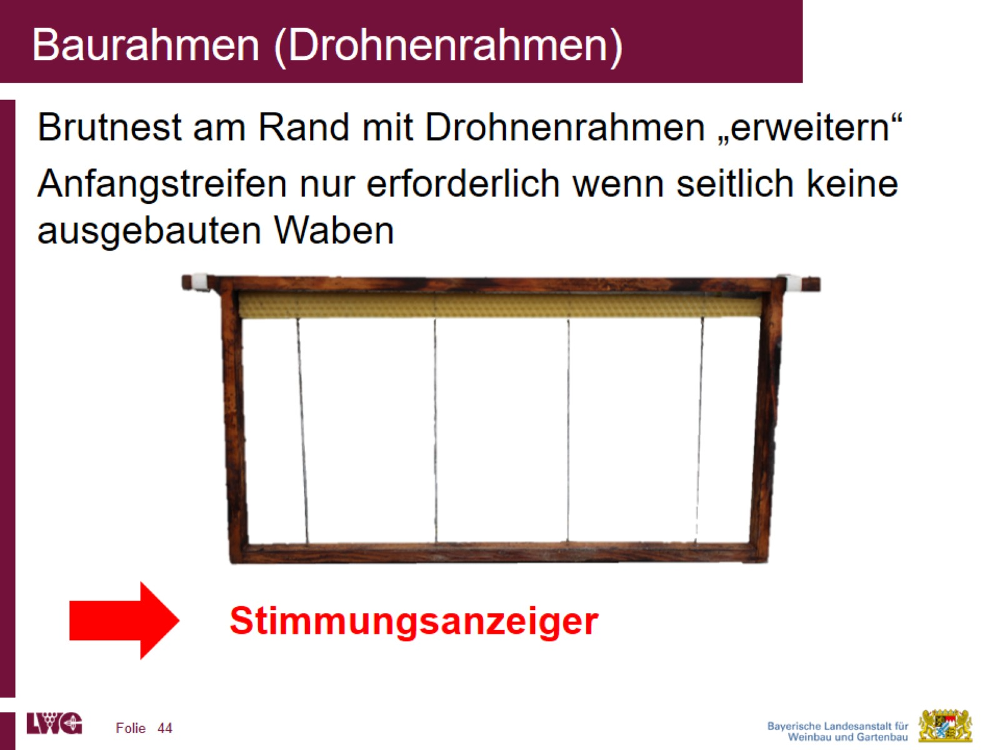 Baurahmen (Drohnenrahmen)
Brutnest am Rand mit Drohnenrahmen „erweitern“
Anfangstreifen nur erforderlich wenn seitlich keine
ausgebauten Waben
Stimmungsanzeiger
LWG
Folie 44
Bayerische Landesanstalt für
Weinbau und Gartenbau